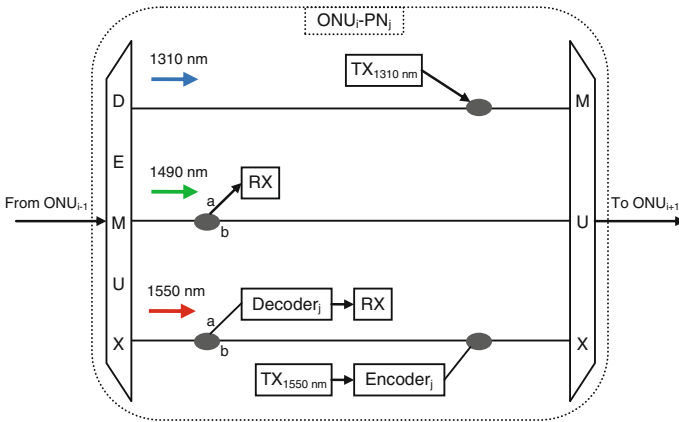 ONUi-PNj
1310 nm
TX1310 nm
D
M
E
1490 nm
RX
a
From ONUi-1
M
b
U
To ONUi+1
U
1550 nm
a
Decoderj
RX
X
b
X
TX1550 nm
Encoderj